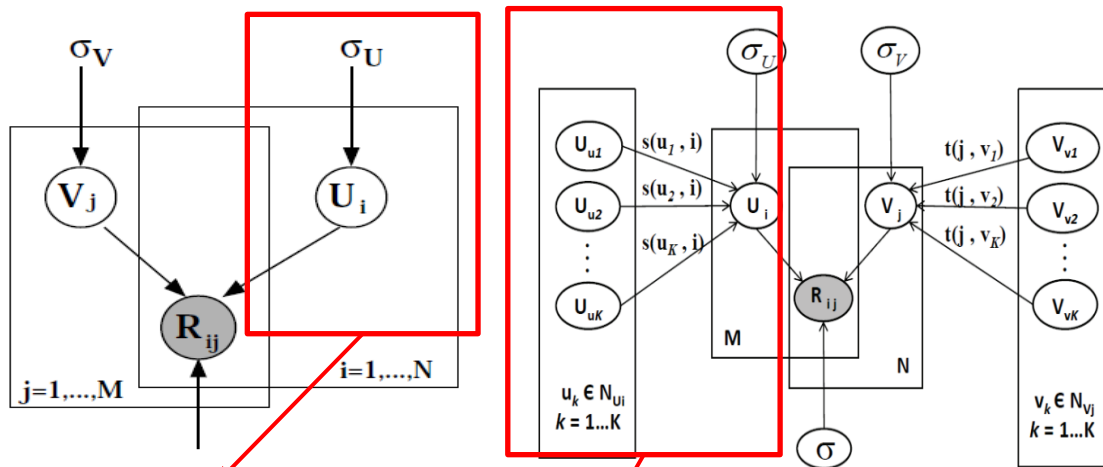 σV
σU
Vj
Ui
Rij
j=1,...,M
i=1,...,N
σU
σV
Uu1
s(u1 , i)
t(j , v1)
Vv1
Uu2
s(u2 , i)
Ui
Vj
t(j , v2)
Vv2
⋮
s(uK , i)
t(j , vK)
⋮
UuK
Rij
VvK
M
N
uk ∈ NUi
k = 1...K
σ
vk ∈ NVj
k = 1...K